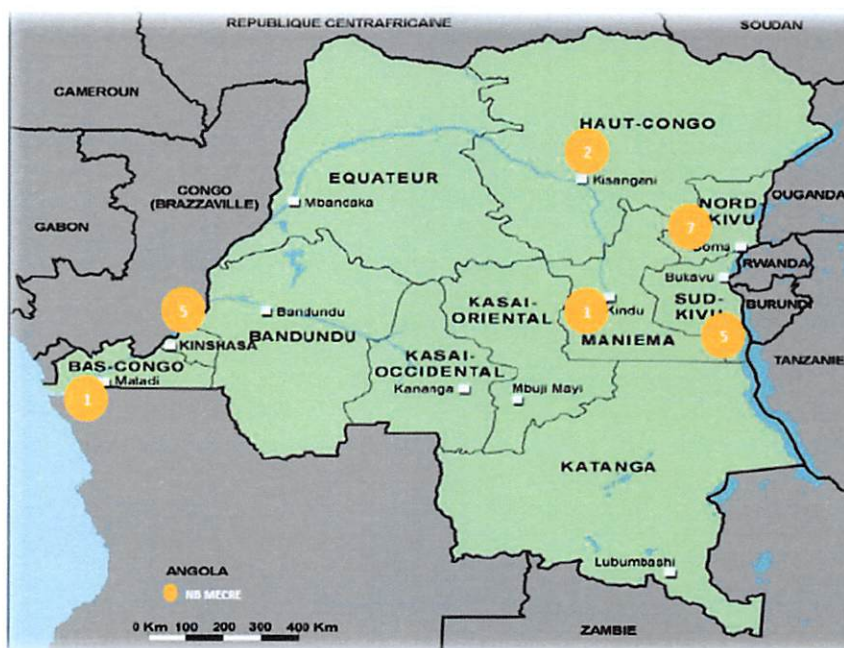 REPUBLIQUE CENTRAFRICAINE
SOUDAN
CAMEROUN
HAUT-CONGO
2
Kisangani
EQUATEUR
CONGO
(BRAZZAVILLE)
Mbandaka
OUGANDA
NORD
KIVU
7
GABON
Goma
RWANDA
Bukavu
BURUNDI
5
Bandundu
BANDUNDU
KASAI-
ORIENTAL
1
Kindu
SUD-
KIVU
5
MANIEMA
KINSHASA
BAS-CONGO
Matadi
1
KASAI-
OCCIDENTAL
Kananga
Mbuji Mayi
TANZANIE
KATANGA
ANGOLA
NB MECRE
Lubumbashi
0 Km 100 200 300 400 Km
ZAMBIE